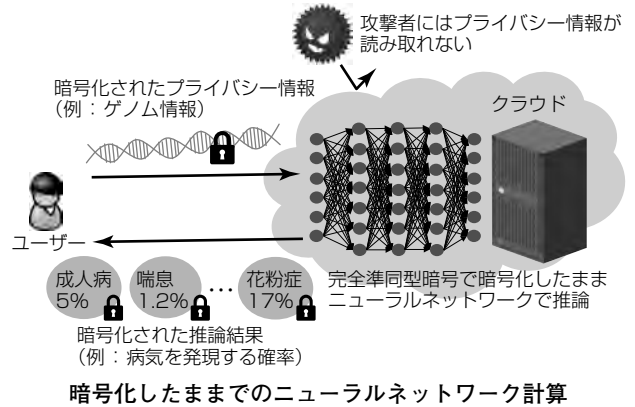 攻撃者にはプライバシー情報が
読み取れない
暗号化されたプライバシー情報
(例：ゲノム情報)
クラウド
ユーザー
成人病
5%
喘息
1.2%
…
花粉症
17%
完全準同型暗号で暗号化したまま
ニューラルネットワークで推論
暗号化された推論結果
(例：病気を発現する確率)
暗号化したままでのニューラルネットワーク計算